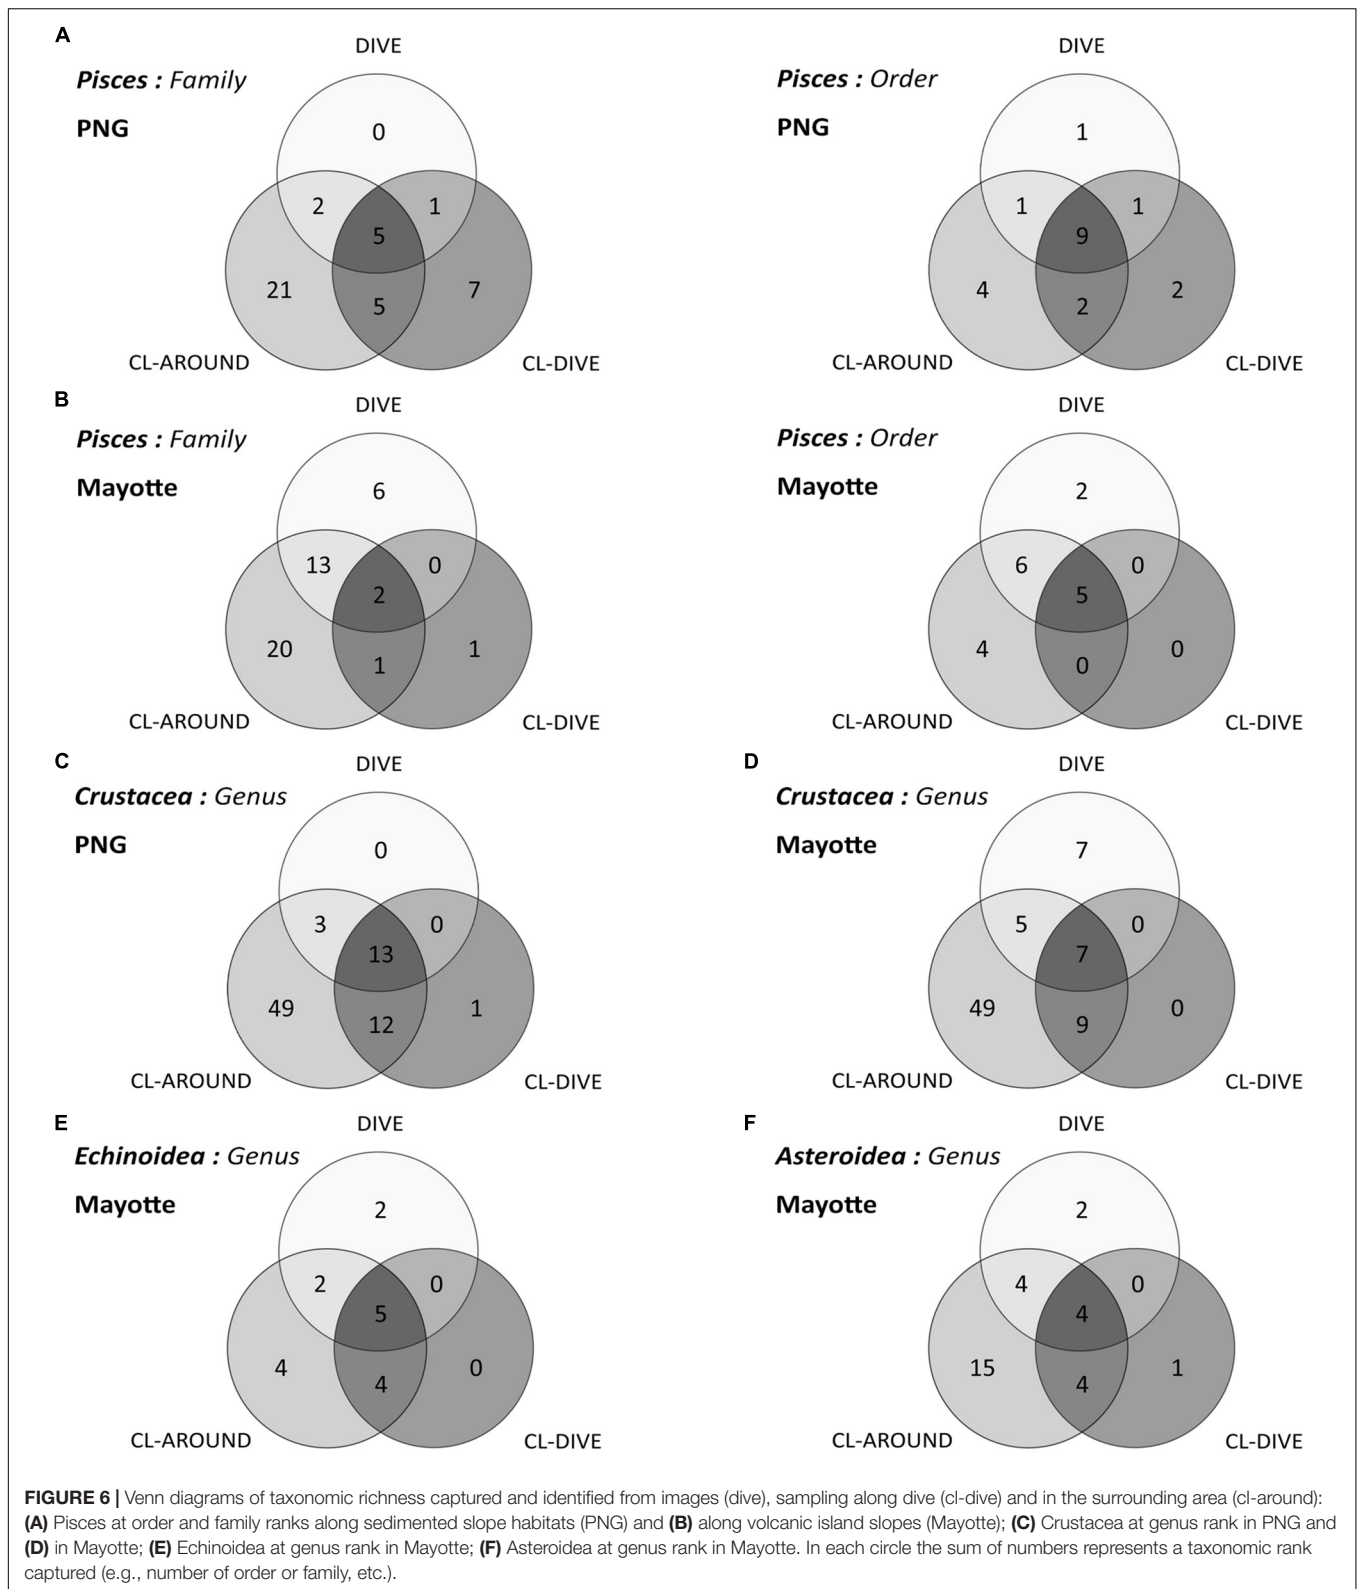 A
DIVE
Pisces : Family
PNG
0
2
1
5
21
5
7
CL-AROUND
CL-DIVE
DIVE
Pisces : Order
PNG
1
1
1
9
4
2
2
CL-AROUND
CL-DIVE
B
DIVE
Pisces : Family
Mayotte
6
13
0
2
20
1
1
CL-AROUND
CL-DIVE
DIVE
Pisces : Order
Mayotte
2
6
0
5
4
0
0
CL-AROUND
CL-DIVE
C
DIVE
Crustacea : Genus
PNG
0
3
0
13
49
12
1
CL-AROUND
CL-DIVE
D
DIVE
Crustacea : Genus
Mayotte
7
5
0
7
49
9
0
CL-AROUND
CL-DIVE
E
DIVE
Echinoidea : Genus
Mayotte
2
2
0
5
4
4
0
CL-AROUND
CL-DIVE
F
DIVE
Asteroidea : Genus
Mayotte
2
4
0
4
15
4
1
CL-AROUND
CL-DIVE
FIGURE 6 | Venn diagrams of taxonomic richness captured and identified from images (dive), sampling along dive (cl-dive) and in the surrounding area (cl-around):
(A) Pisces at order and family ranks along sedimented slope habitats (PNG) and (B) along volcanic island slopes (Mayotte); (C) Crustacea at genus rank in PNG and
(D) in Mayotte; (E) Echinoidea at genus rank in Mayotte; (F) Asteroidea at genus rank in Mayotte. In each circle the sum of numbers represents a taxonomic rank
captured (e.g., number of order or family, etc.).